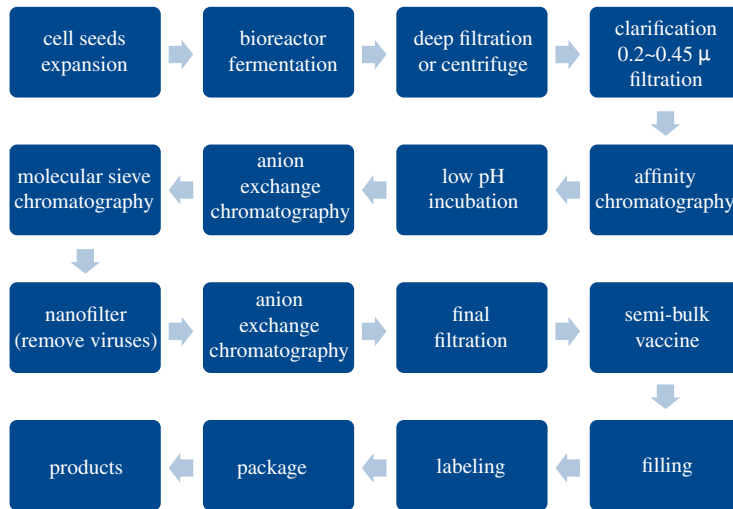 cell seeds
expansion
bioreactor
fermentation
deep filtration
or centrifuge
clarification
0.2~0.45 μ
filtration
affinity
chromatography
low pH
incubation
anion
exchange
chromatography
molecular sieve
chromatography
nanofilter
(remove viruses)
anion
exchange
chromatography
final
filtration
semi-bulk
vaccine
filling
labeling
package
products